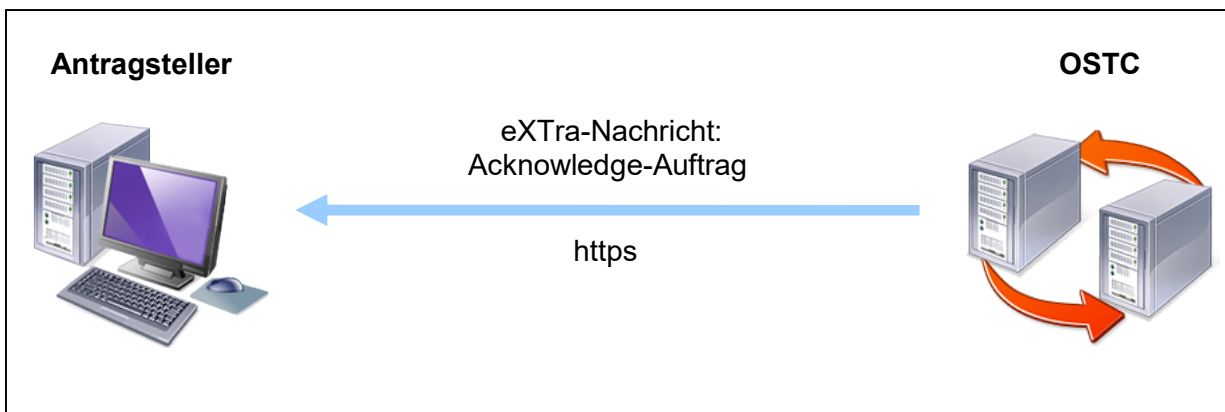 Antragsteller
OSTC
eXTra-Nachricht:
Acknowledge-Auftrag
https